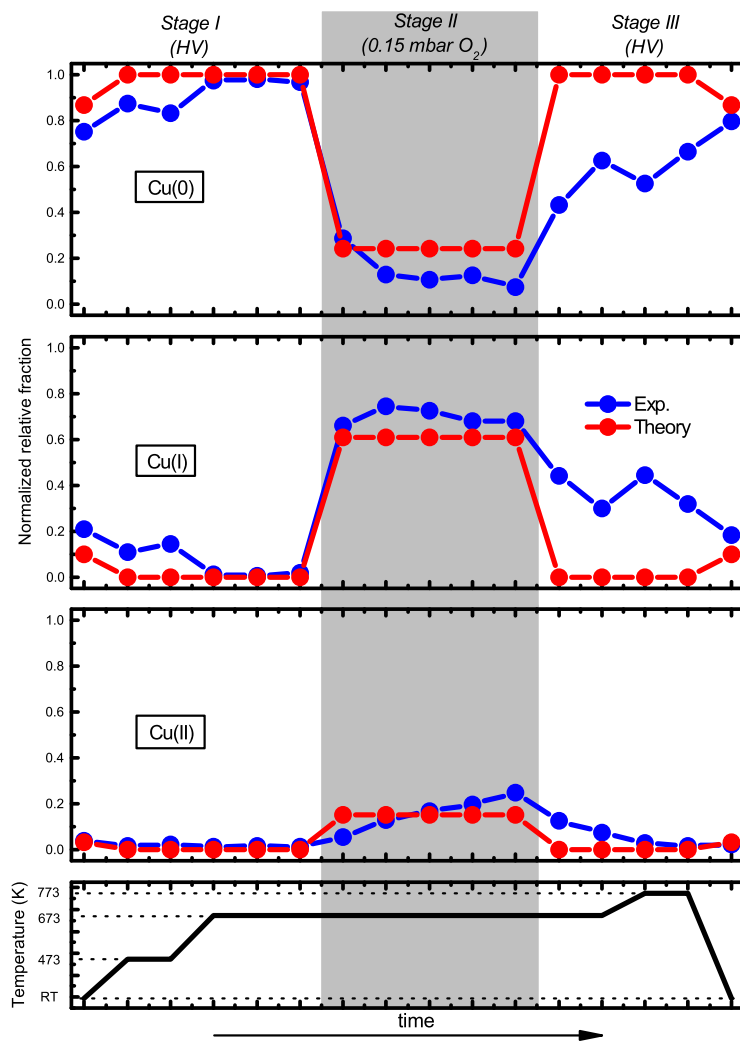 Stage I
(HV)
Stage II
(0.15 mbar O2)
Stage III
(HV)
Normalized relative fraction
1.0
0.8
0.6
0.4
0.2
0.0
Cu(0)
1.0
0.8
0.6
0.4
0.2
0.0
Cu(I)
Exp.
Theory
1.0
0.8
0.6
0.4
0.2
0.0
Cu(II)
Temperature (K)
773
673
473
RT
time